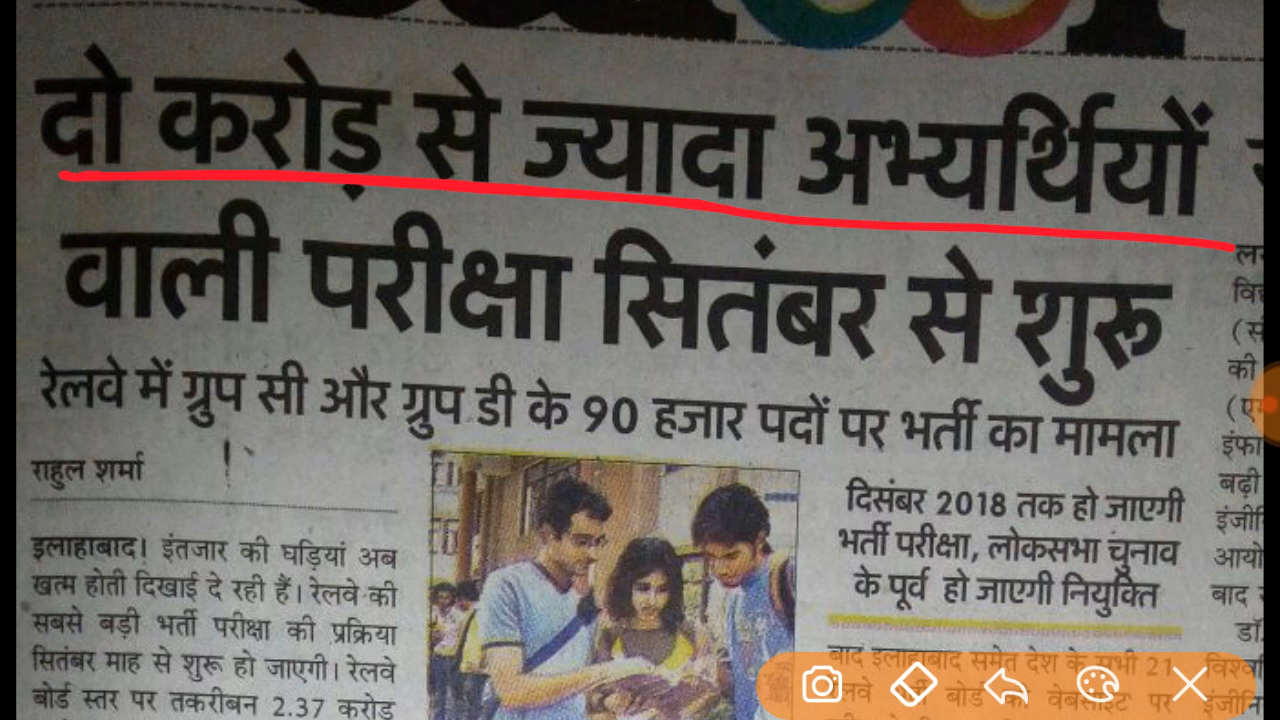 दो करोड़ से ज्यादा अभ्यर्थियों
वाली परीक्षा सितंबर से शुरू
रेलवे में ग्रुप सी और ग्रुप डी के 90 हजार पदों पर भर्ती का मामला
राहुल शर्मा
इलाहाबाद। इंतजार की घड़ियां अब
खत्म होती दिखाई दे रही हैं। रेलवे की
सबसे बड़ी भर्ती परीक्षा की प्रक्रिया
सितंबर माह से शुरू हो जाएगी। रेलवे
बोर्ड स्तर पर तकरीबन 2.37 करोड़
दिसंबर 2018 तक हो जाएगी
भर्ती परीक्षा, लोकसभा चुनाव
के पूर्व हो जाएगी नियुक्ति
बाद इलाहाबाद समेत देश के सभी 21
बोर्ड वेबसाइट पर
की
बढ़ी
बाद
डॉ.